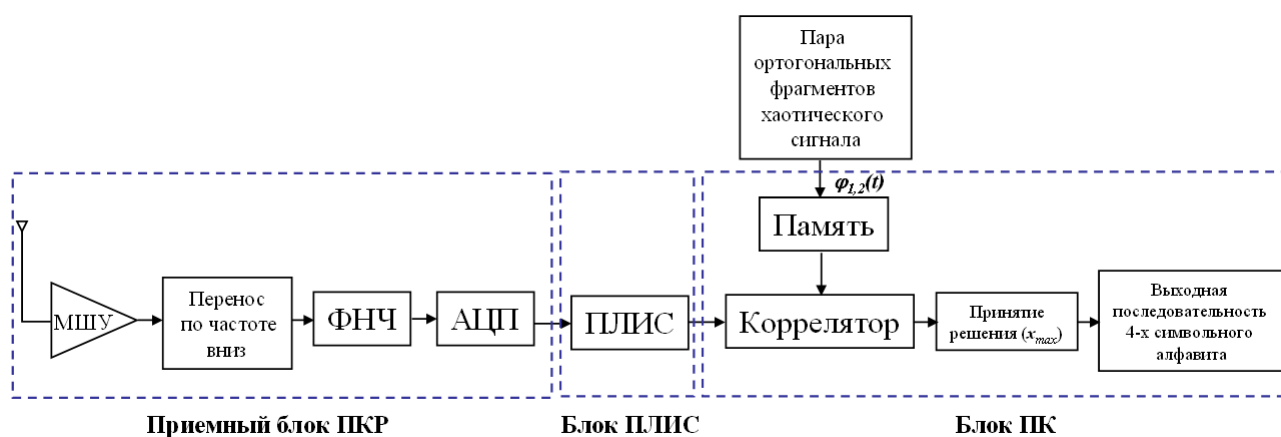 Пара
ортогональных
фрагментов
хаотического
сигнала
φ1,2(t)
Память
МШУ
Перенос
по частоте
вниз
ФНЧ
АЦП
ПЛИС
Коррелятор
Принятие
решения (xmax)
Выходная
последовательность
4-х символьного
алфавита
Приемный блок ПКР
Блок ПЛИС
Блок ПК